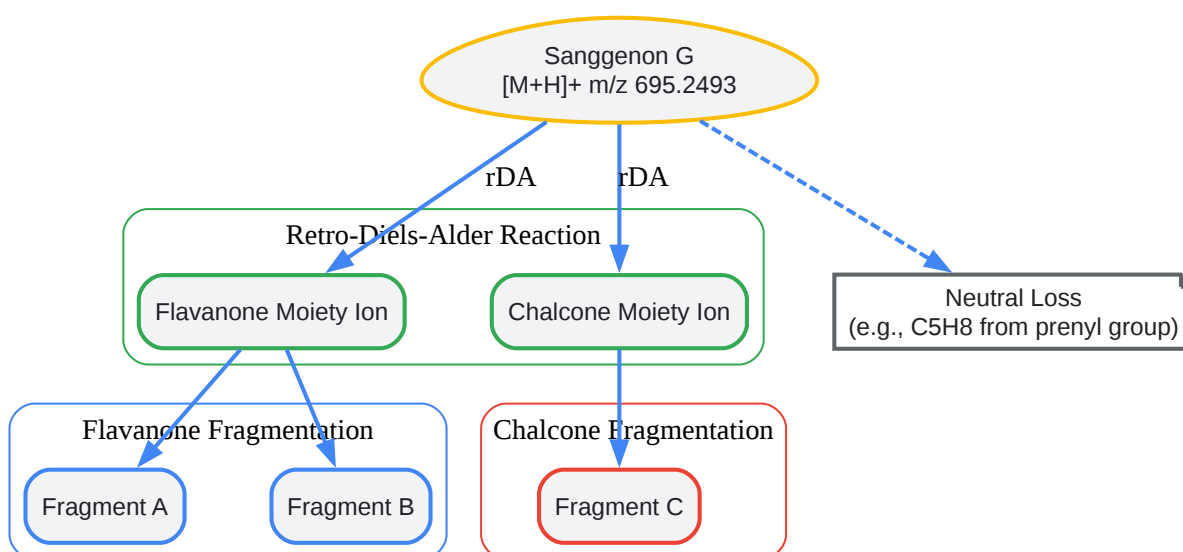 Sanggenon G
[M+H]+ m/z 695.2493
rDA
rDA
Retro-Diels-Alder Reaction
Flavanone Moiety Ion
Chalcone Moiety Ion
Neutral Loss
(e.g., C5H8 from prenyl group)
Flavanone Fragmentation
Chalcone Fragmentation
Fragment A
Fragment B
Fragment C